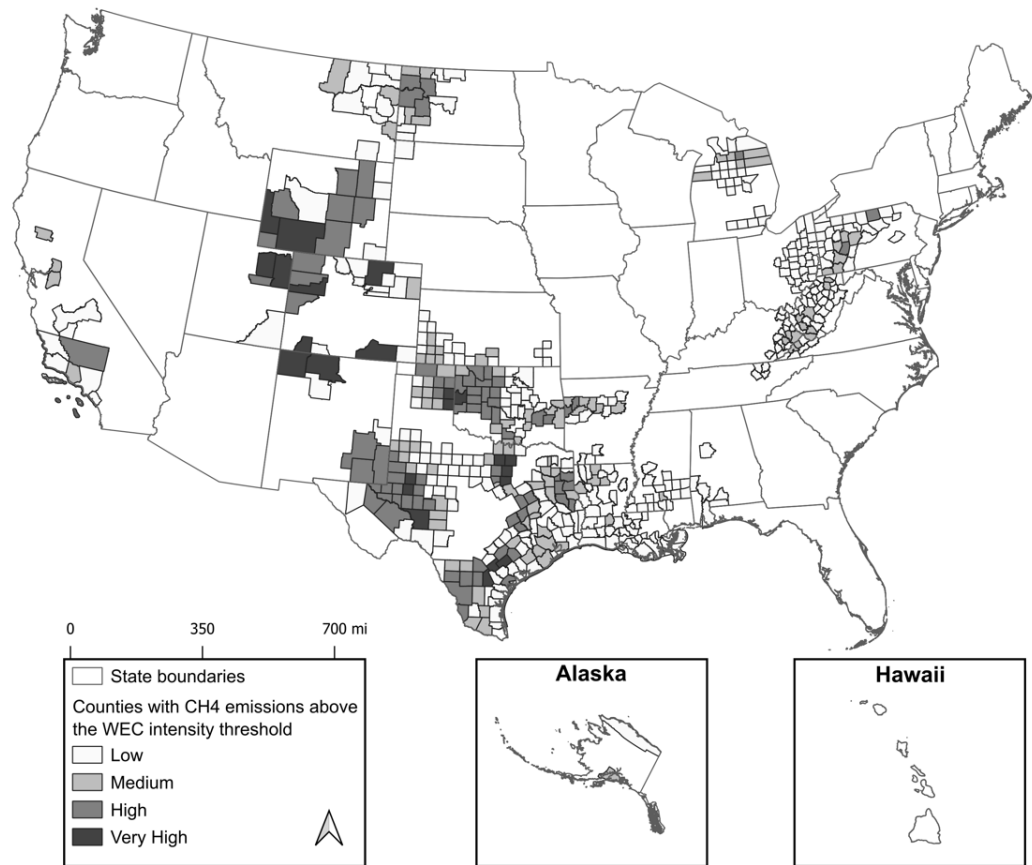 0 350 700 mi
State boundaries
Counties with CH4 emissions above
the WEC intensity threshold
Low
Medium
High
Very High
Alaska
Hawaii